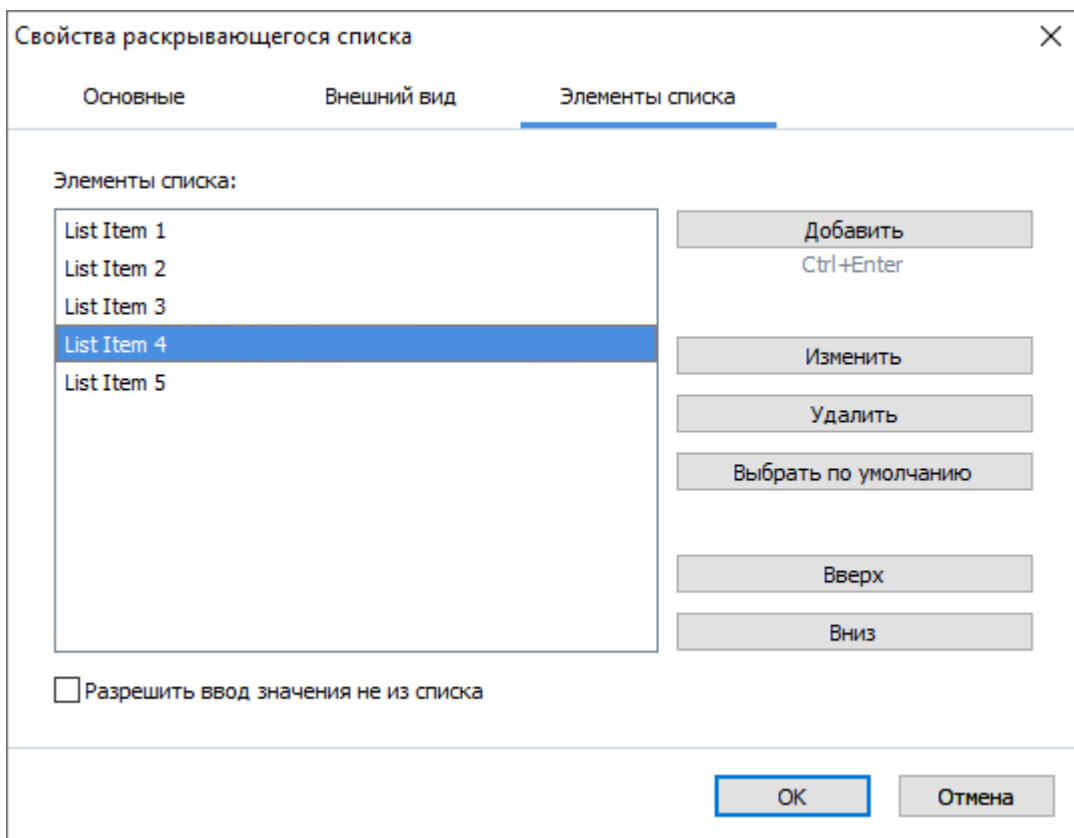 Свойства раскрывающегося списка
Основные Внешний вид Элементы списка
Элементы списка:
List Item 1
List Item 2
List Item 3
List Item 4
List Item 5
Добавить
Ctrl+Enter
Изменить
Удалить
Выбрать по умолчанию
Вверх
Вниз
Разрешить ввод значения не из списка
OK Отмена